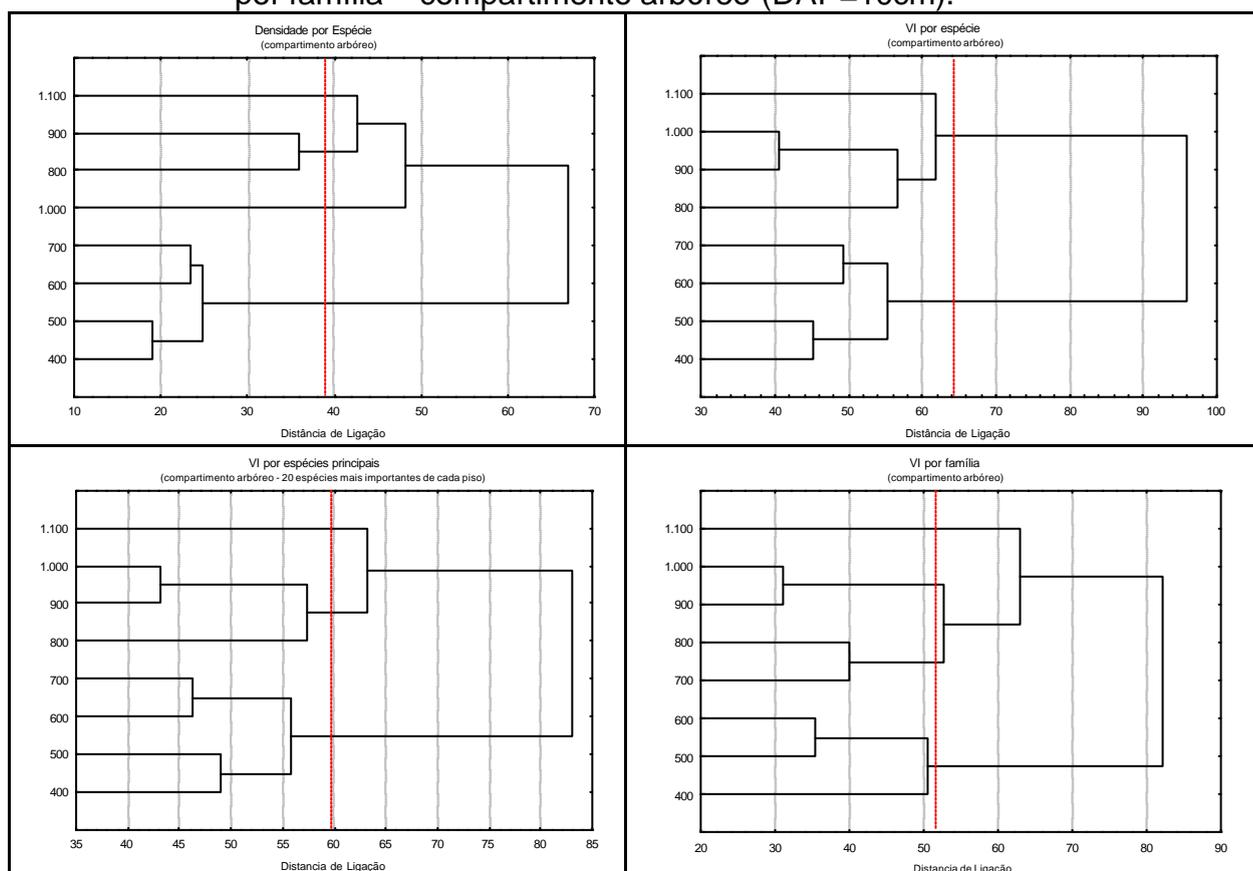 por família – compartimento arbóreo (DAP =10cm).
Densidade por Espécie
(compartimento arbóreo)
1.100
900
800
1.000
700
600
500
400
10 20 30 40 50 60 70
Distância de Ligação
VI por espécie
(compartimento arbóreo)
1.100
1.000
900
800
700
600
500
400
30 40 50 60 70 80 90 100
Distância de Ligação
VI por espécies principais
(compartimento arbóreo - 20 espécies mais importantes de cada piso)
1.100
1.000
900
800
700
600
500
400
35 40 45 50 55 60 65 70 75 80 85
Distancia de Ligação
VI por família
(compartimento arbóreo)
1.100
1.000
900
800
700
600
500
400
20 30 40 50 60 70 80 90
Distancia de Ligação